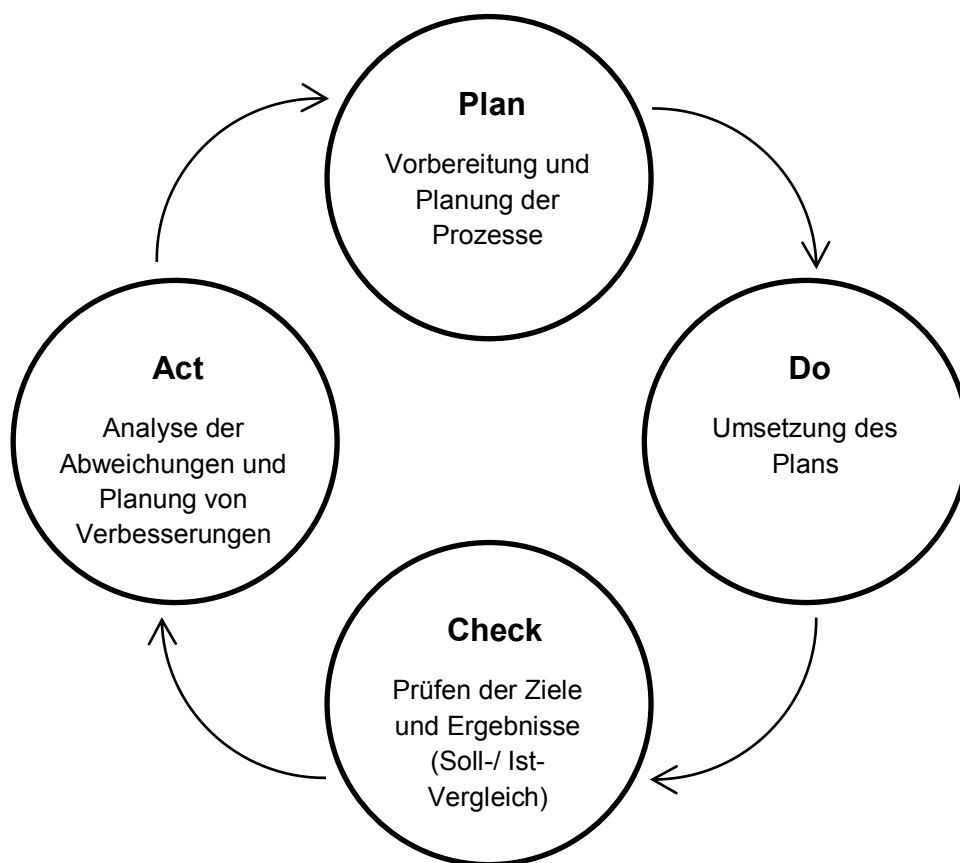 Plan
Vorbereitung und
Planung der
Prozesse
Do
Umsetzung des
Plans
Check
Prüfen der Ziele
und Ergebnisse
(Soll-/ Ist-
Vergleich)
Act
Analyse der
Abweichungen und
Planung von
Verbesserungen